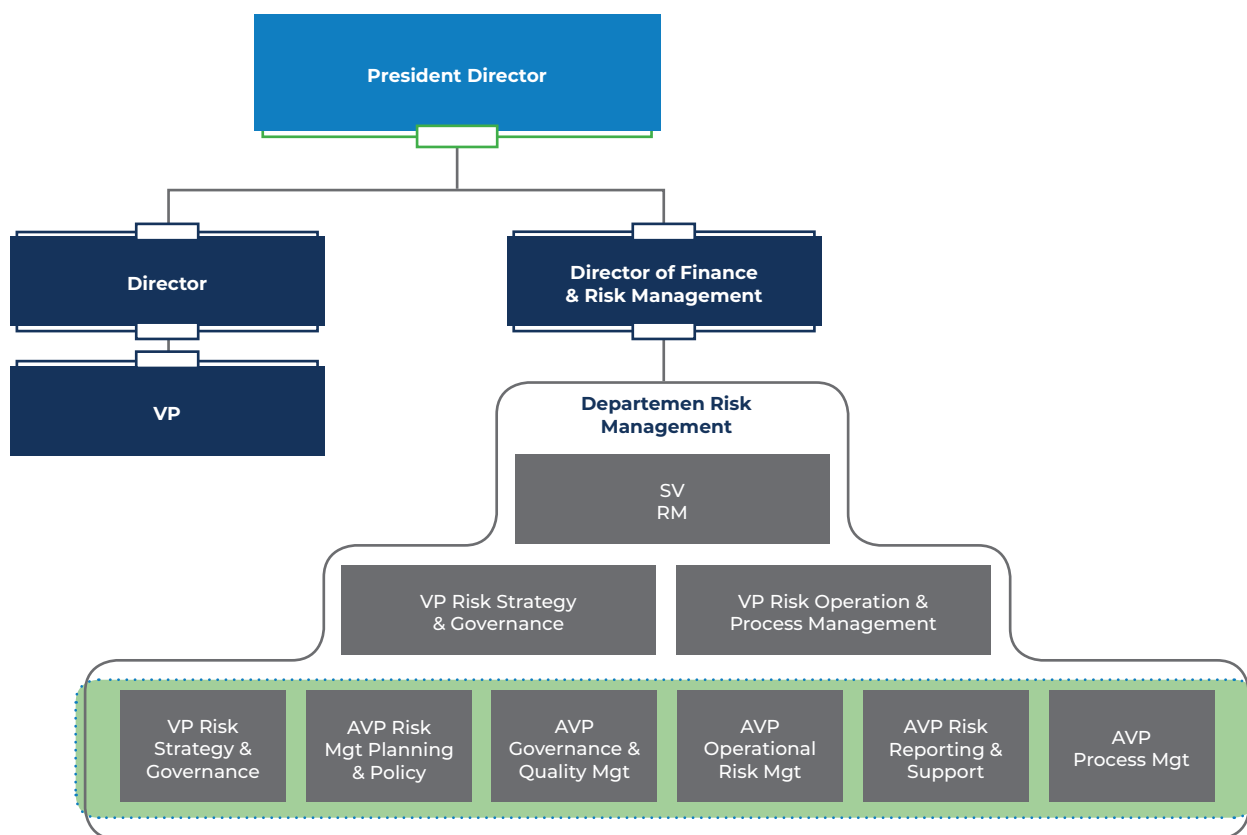 President Director
Director
Director of Finance
& Risk Management
VP
Departemen Risk
Management
SV
RM
VP Risk Strategy
& Governance
VP Risk Operation &
Process Management
VP Risk
Strategy &
Governance
AVP Risk
Mgt Planning
& Policy
AVP
Governance &
Quality Mgt
AVP
Operational
Risk Mgt
AVP Risk
Reporting &
Support
AVP
Process Mgt